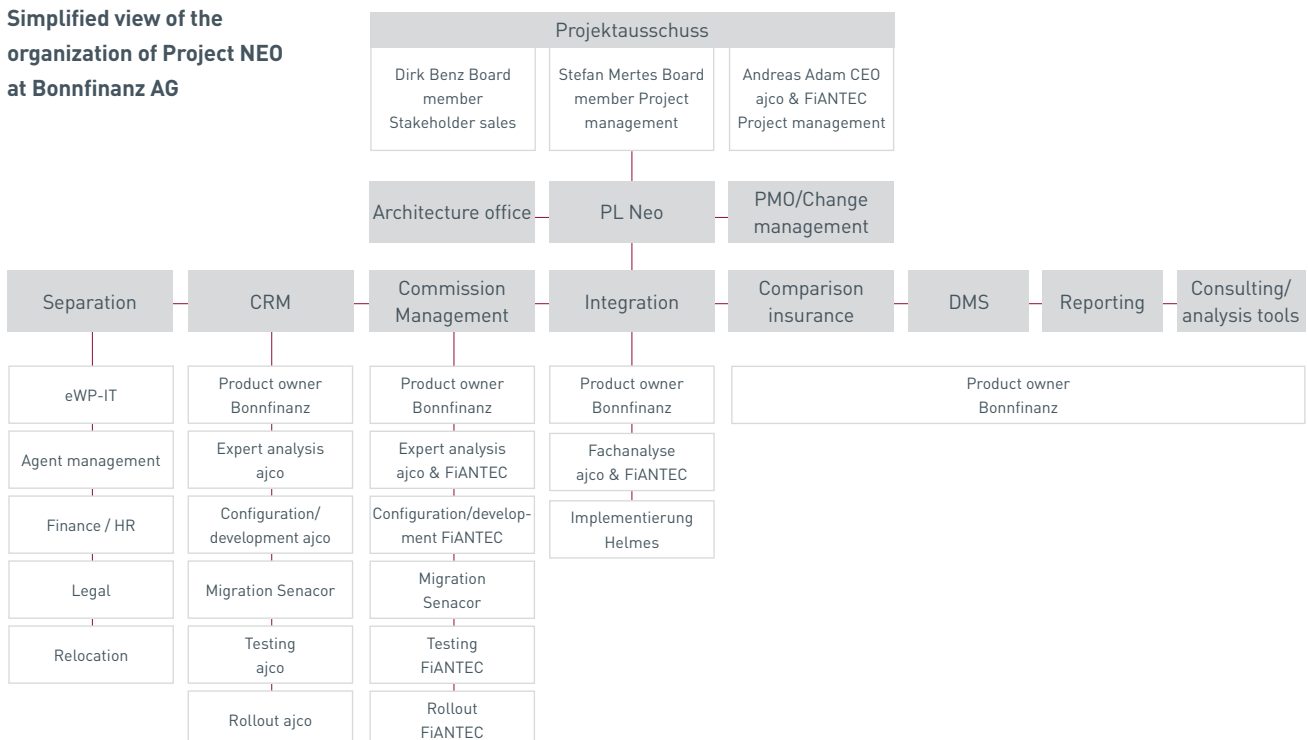 Simplified view of the
organization of Project NEO
at Bonnfinanz AG
Projektausschuss
Dirk Benz Board
member
Stakeholder sales
Stefan Mertes Board
member Project
management
Andreas Adam CEO
ajco & FiANTEC
Project management
Architecture office
PL Neo
PMO/Change
management
Separation
CRM
Commission
Management
Integration
Comparison
insurance
DMS
Reporting
Consulting/
analysis tools
eWP-IT
Agent management
Finance / HR
Legal
Relocation
Product owner
Bonnfinanz
Expert analysis
ajco
Configuration/
development ajco
Migration Senacor
Testing
ajco
Rollout ajco
Product owner
Bonnfinanz
Expert analysis
ajco & FiANTEC
Configuration/develop-
ment FiANTEC
Migration
Senacor
Testing
FiANTEC
Rollout
FiANTEC
Product owner
Bonnfinanz
Fachanalyse
ajco & FiANTEC
Implementierung
Helmes
Product owner
Bonnfinanz